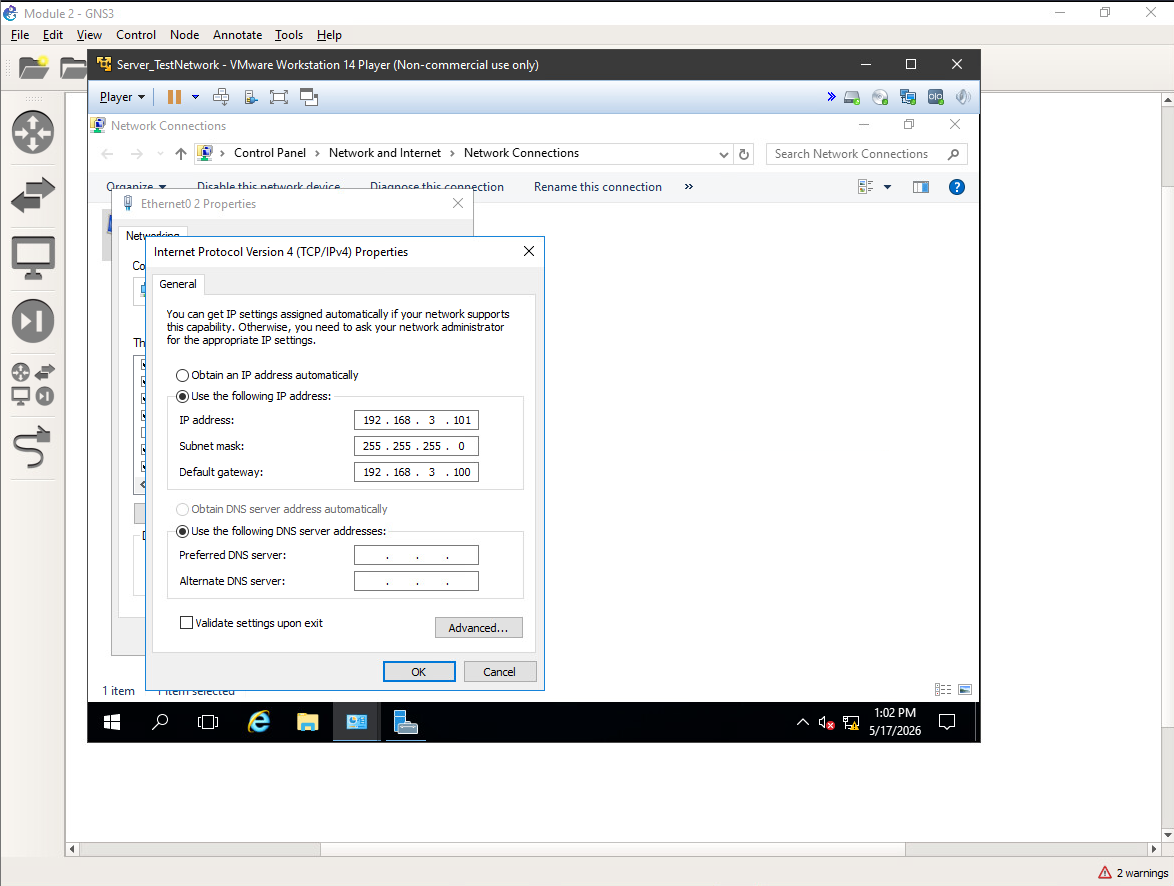 Module 2 - GNS3
File Edit View Control Node Annotate Tools Help
Server_TestNetwork - VMware Workstation 14 Player (Non-commercial use only)
Player
Network Connections
Control Panel > Network and Internet > Network Connections
Search Network Connections
Organize Disable this network device Diagnose this connection Rename this connection »
Ethernet0 2 Properties
Networking
Internet Protocol Version 4 (TCP/IPv4) Properties
General
You can get IP settings assigned automatically if your network supports
this capability. Otherwise, you need to ask your network administrator
for the appropriate IP settings.
Obtain an IP address automatically
Use the following IP address:
IP address: 192 . 168 . 3 . 101
Subnet mask: 255 . 255 . 255 . 0
Default gateway: 192 . 168 . 3 . 100
Obtain DNS server address automatically
Use the following DNS server addresses:
Preferred DNS server: . . .
Alternate DNS server: . . .
Validate settings upon exit
Advanced...
OK Cancel
1 item 1 item selected
1:02 PM
5/17/2026
2 warnings